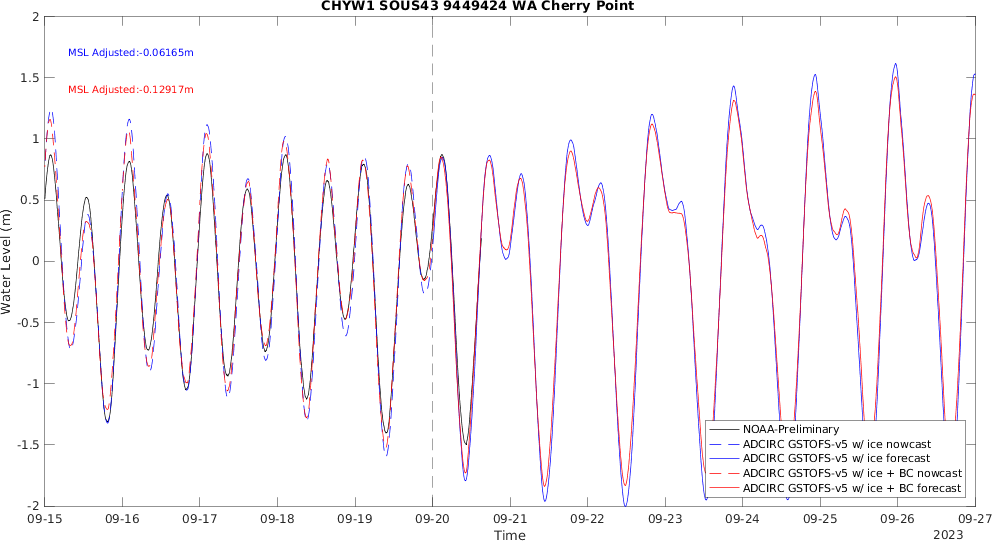 CHYW1 SOUS43 9449424 WA Cherry Point
MSL Adjusted:-0.06165m
MSL Adjusted:-0.12917m
Water Level (m)
2
1.5
1
0.5
0
-0.5
-1
-1.5
-2
NOAA-Preliminary
ADCIRC GSTOFS-v5 w/ ice nowcast
ADCIRC GSTOFS-v5 w/ ice forecast
ADCIRC GSTOFS-v5 w/ ice + BC nowcast
ADCIRC GSTOFS-v5 w/ ice + BC forecast
09-15 09-16 09-17 09-18 09-19 09-20 09-21 09-22 09-23 09-24 09-25 09-26 09-27
Time
2023